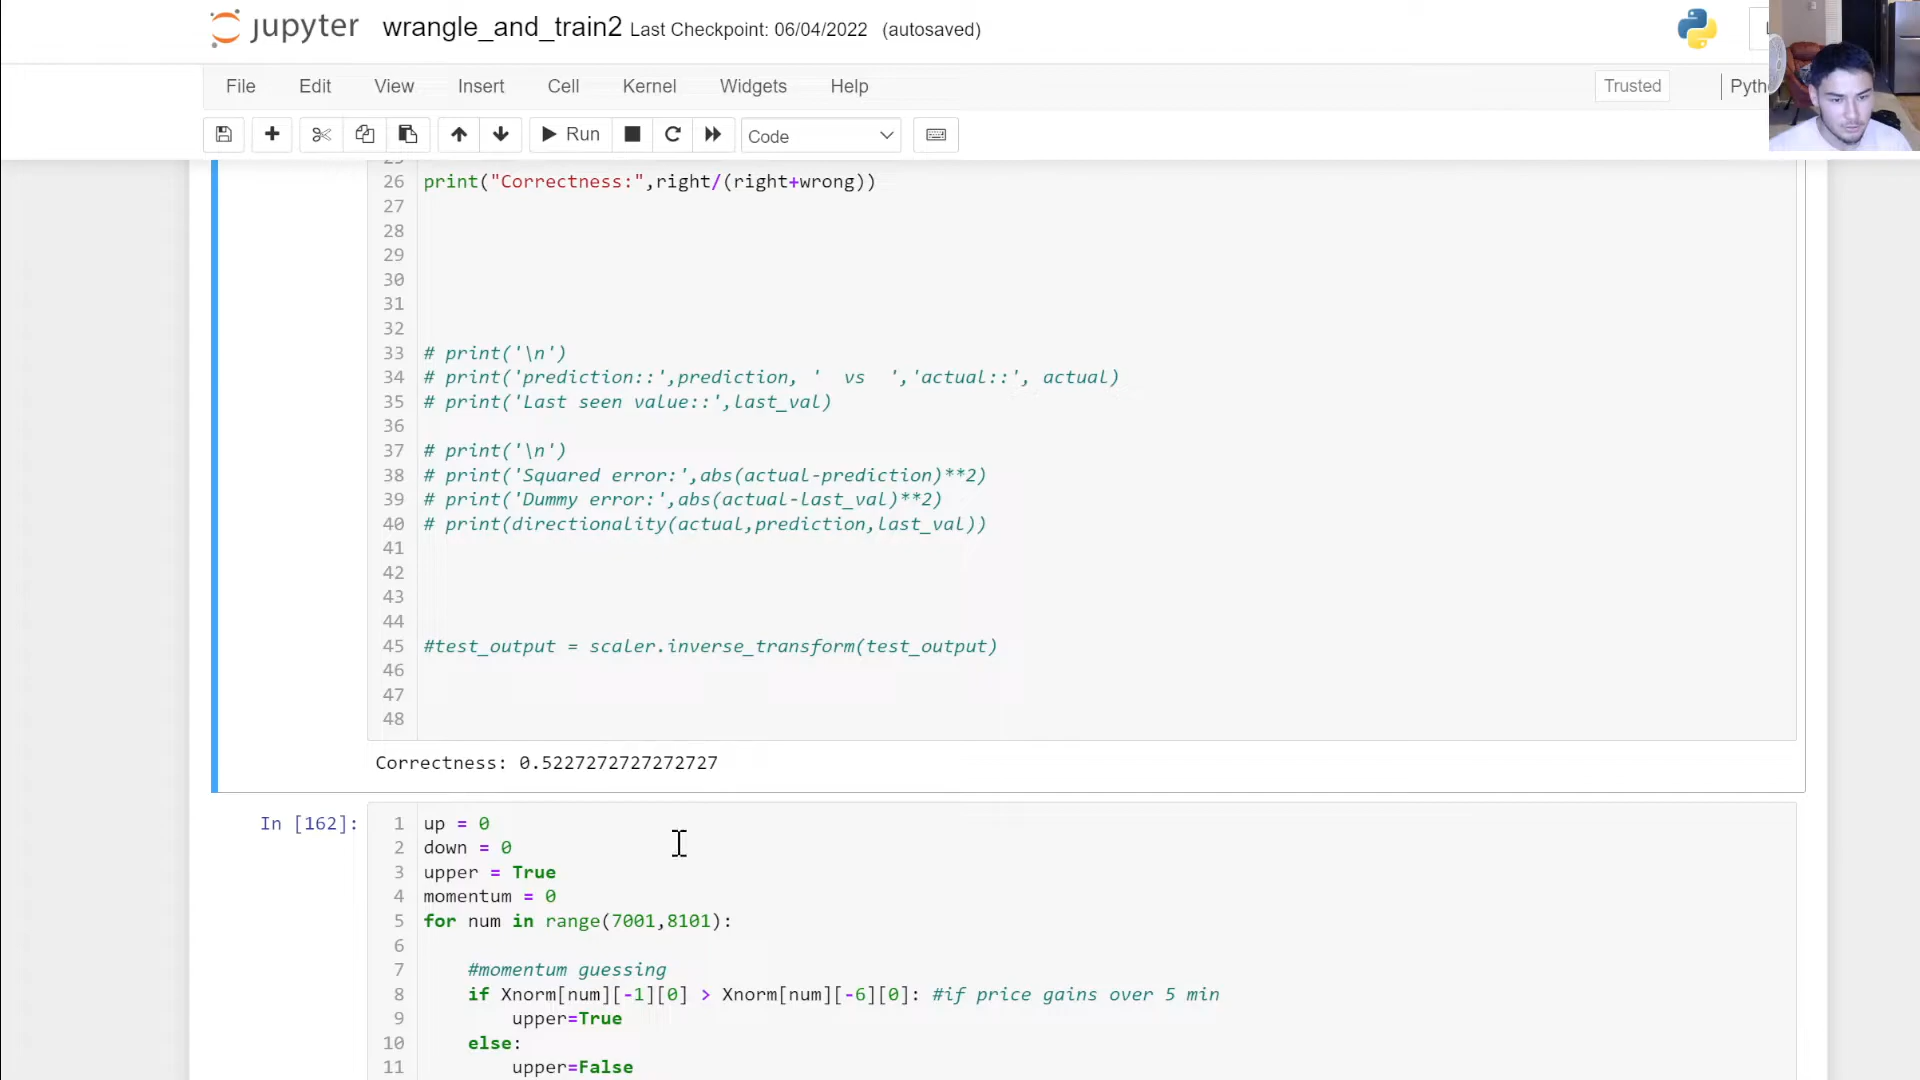 jupyter wrangle_and_train2 Last Checkpoint: 06/04/2022 (autosaved)
File Edit View Insert Cell Kernel Widgets Help Trusted
Run Code
26 print("Correctness:",right/(right+wrong))
27
28
29
30
31
32
33 # print('\n')
34 # print('prediction::',prediction, '  vs  ','actual::', actual)
35 # print('Last seen value::',last_val)
36
37 # print('\n')
38 # print('Squared error:',abs(actual-prediction)**2)
39 # print('Dummy error:',abs(actual-last_val)**2)
40 # print(directionality(actual,prediction,last_val))
41
42
43
44
45 #test_output = scaler.inverse_transform(test_output)
46
47
48
Correctness: 0.5227272727272727
In [162]: 1 up = 0
2 down = 0
3 upper = True
4 momentum = 0
5 for num in range(7001,8101):
6
7 #momentum guessing
8 if Xnorm[num][-1][0] > Xnorm[num][-6][0]: #if price gains over 5 min
9 upper=True
10 else:
11 upper=False